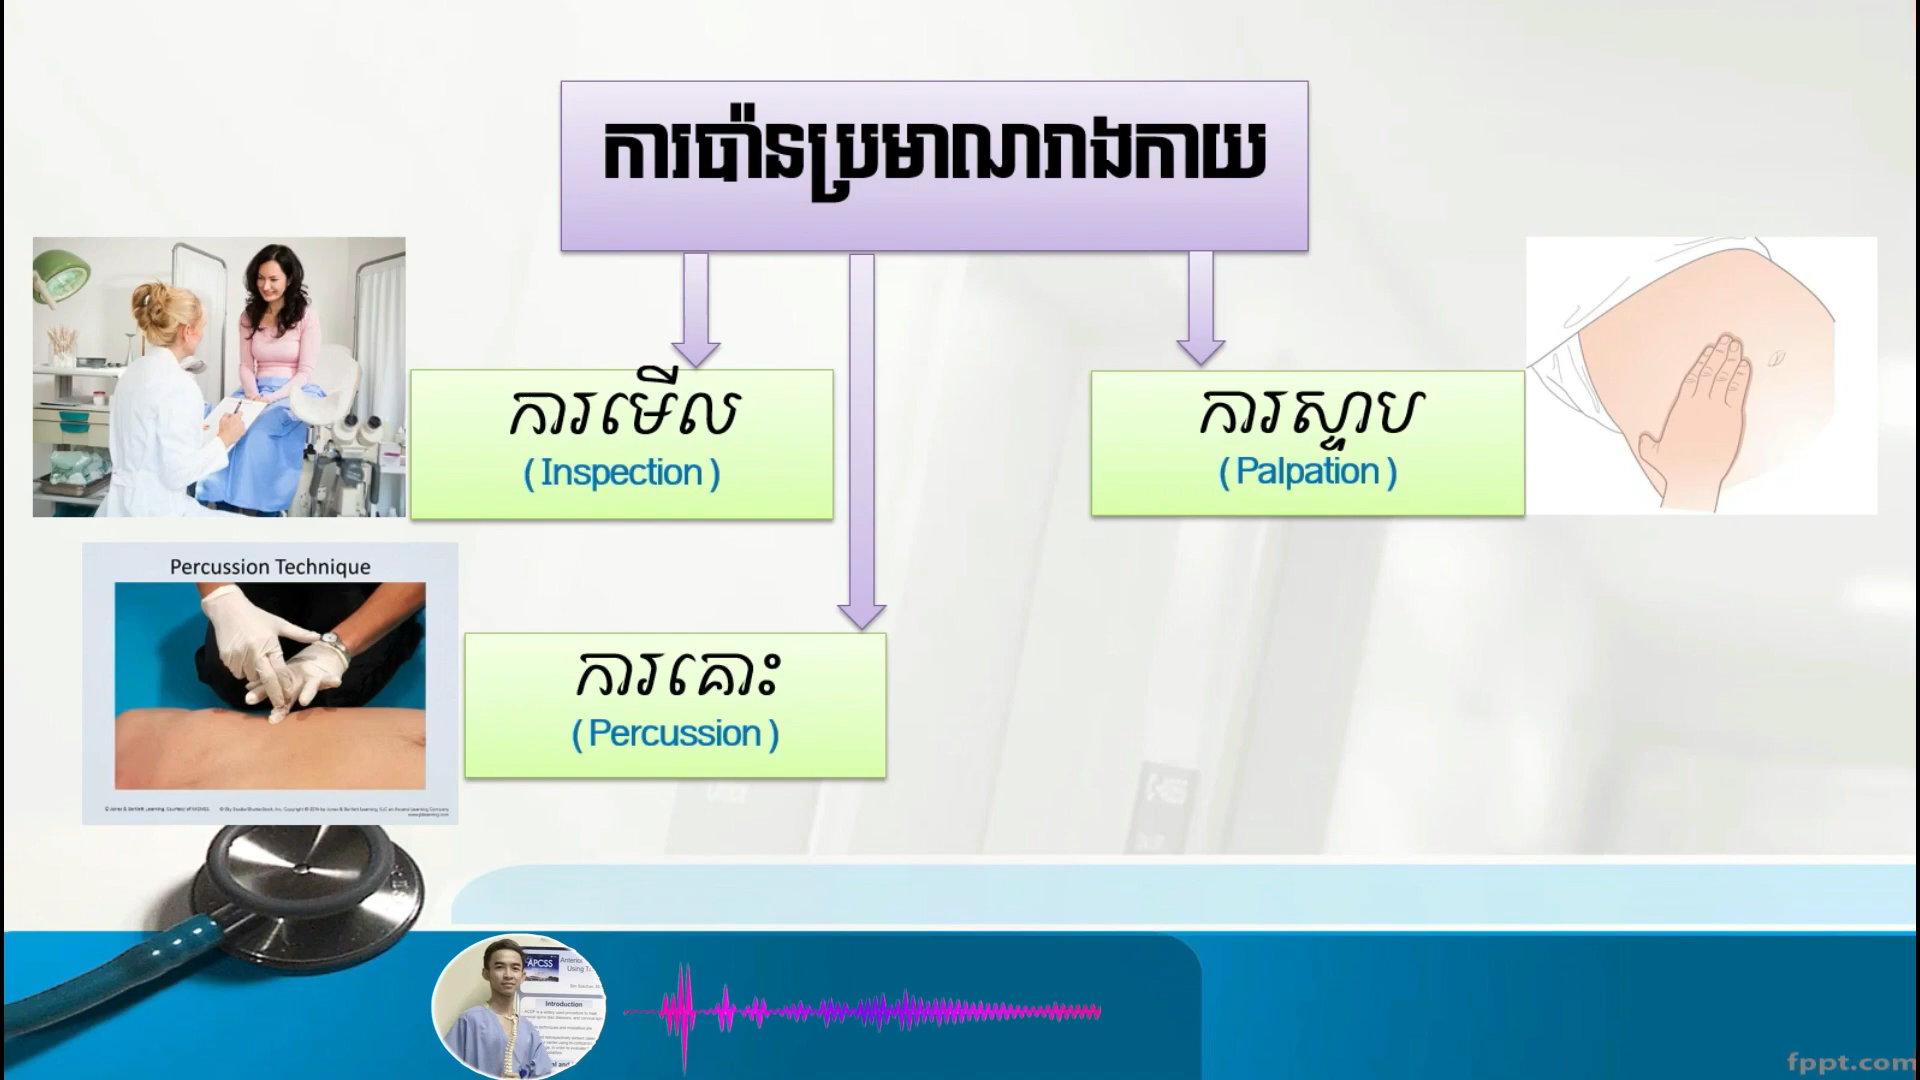 ការប៉ាន់ប្រមាណរាងកាយ
ការមើល
(Inspection)
ការស្ទាប
(Palpation)
Percussion Technique
ការគោះ
(Percussion)
APCSS
Introduction
fppt.com